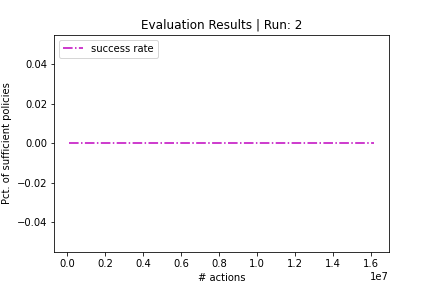 Evaluation Results | Run: 2
success rate
Pct. of sufficient policies
0.04
0.02
0.00
−0.02
−0.04
0.0 0.2 0.4 0.6 0.8 1.0 1.2 1.4 1.6
1e7
# actions